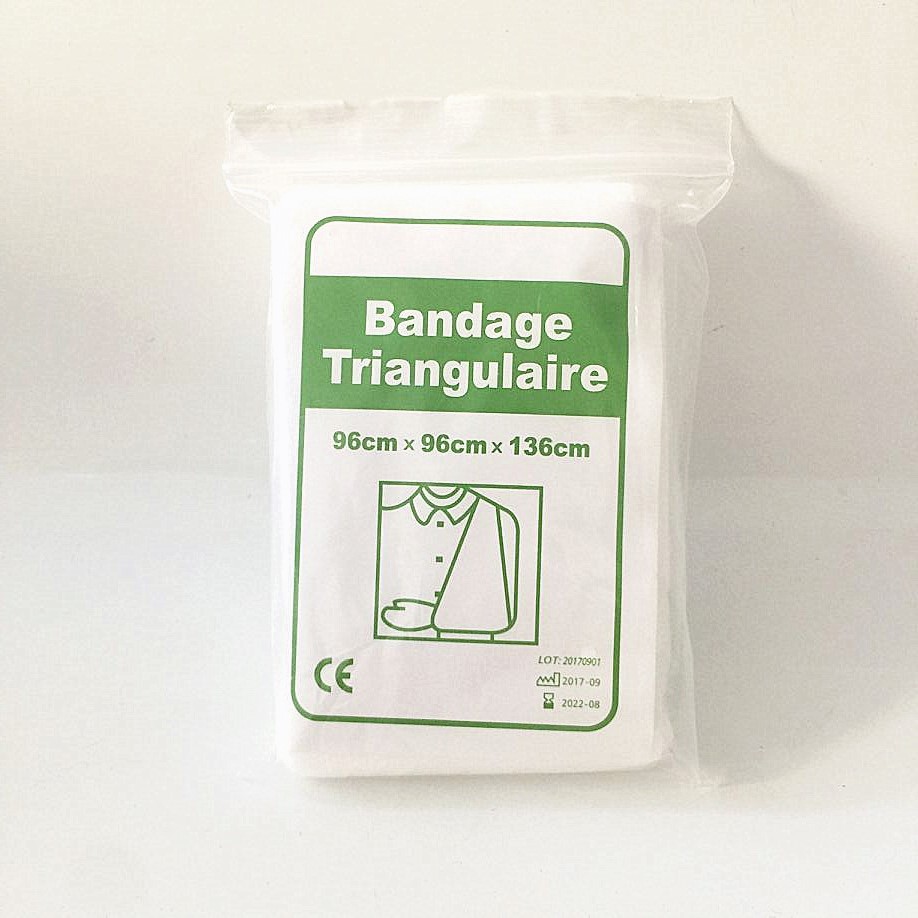 Bandage
Triangulaire
96cm x 96cm x 136cm
CE
LOT: 20170901
2017-09
2022-08